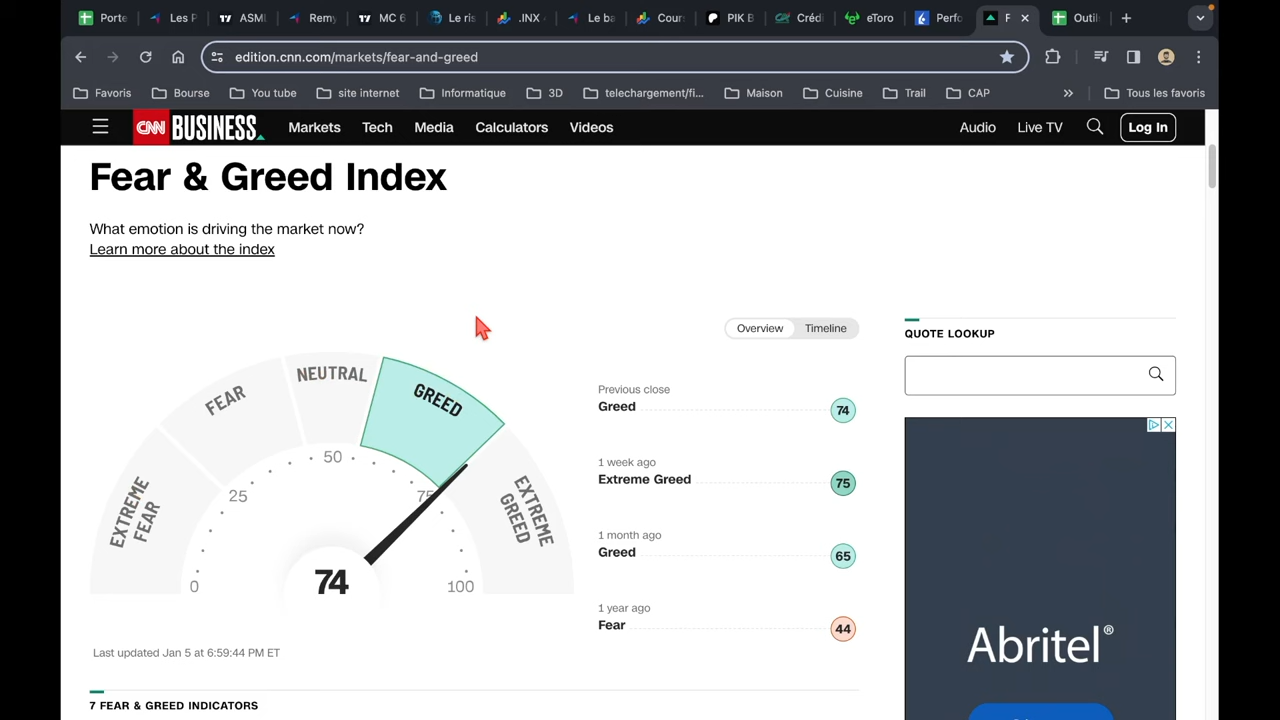 Porte
Les P
ASML
Remy
MC 6
Le ris
.INX
Le ba
Cours
PIK B
Crédi
eToro
Perfo
F
Outil
edition.cnn.com/markets/fear-and-greed
Favoris
Bourse
You tube
site internet
Informatique
3D
telechargement/fi...
Maison
Cuisine
Trail
CAP
Tous les favoris
CNN BUSINESS
Markets
Tech
Media
Calculators
Videos
Audio
Live TV
Log In
Fear & Greed Index
What emotion is driving the market now?
Learn more about the index
Overview
Timeline
EXTREME
FEAR
FEAR
NEUTRAL
GREED
EXTREME
GREED
0
25
50
75
100
74
Last updated Jan 5 at 6:59:44 PM ET
Previous close
Greed 74
1 week ago
Extreme Greed 75
1 month ago
Greed 65
1 year ago
Fear 44
7 FEAR & GREED INDICATORS
QUOTE LOOKUP
Abritel®